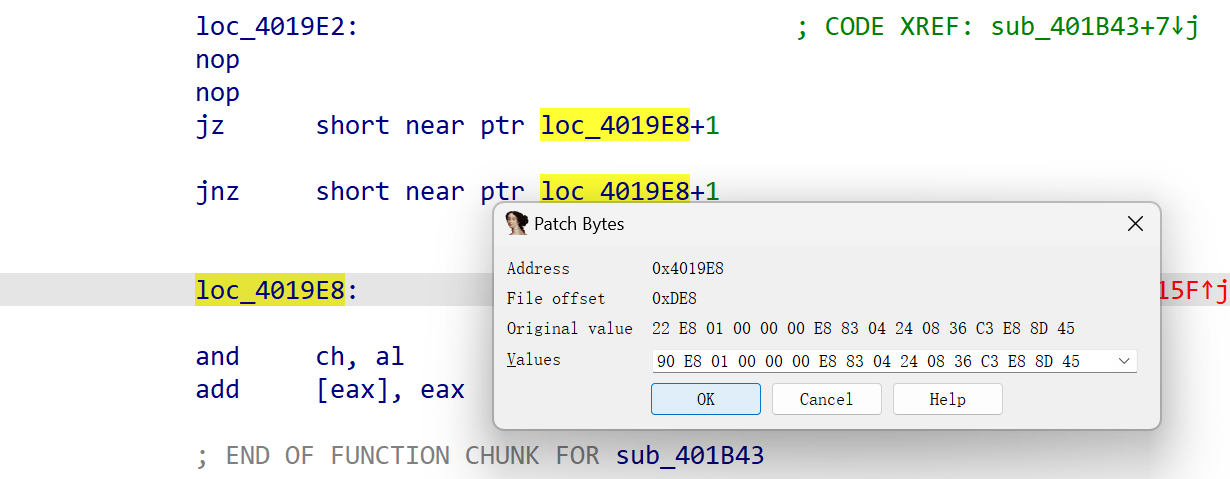 loc_4019E2: ; CODE XREF: sub_401B43+7↓j
nop
nop
jz short near ptr loc_4019E8+1
jnz short near ptr loc_4019E8+1
loc_4019E8: 15F↑j
and ch, al
add [eax], eax
; END OF FUNCTION CHUNK FOR sub_401B43
Patch Bytes
Address 0x4019E8
File offset 0xDE8
Original value 22 E8 01 00 00 00 E8 83 04 24 08 36 C3 E8 8D 45
Values 90 E8 01 00 00 00 E8 83 04 24 08 36 C3 E8 8D 45
OK Cancel Help